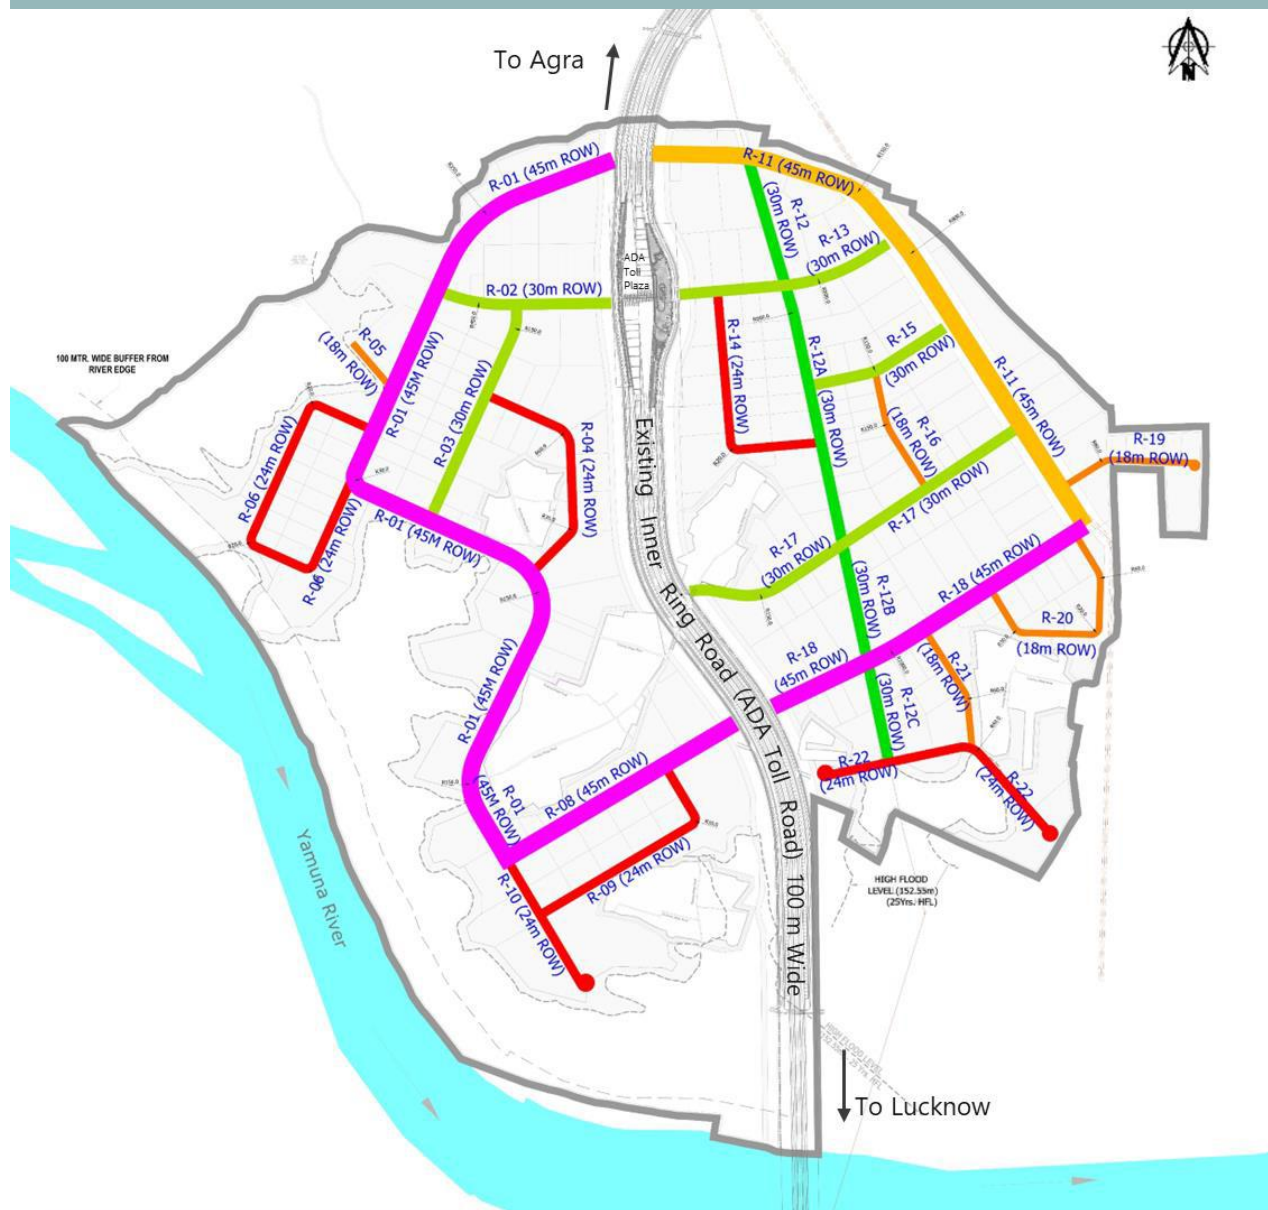 To Agra
N
R-01 (45m ROW)
R-11 (45m ROW)
R-12
(30m ROW)
R-13
(30m ROW)
ADA
Toll
Plaza
R-02 (30m ROW)
R-05
(18m ROW)
R-01 (45M ROW)
R-03 (30m ROW)
R-04 (24m ROW)
R-14 (24m ROW)
R-12A
(30m ROW)
R-15
(30m ROW)
R-16
(18m ROW)
R-11 (45m ROW)
R-19
(18m ROW)
100 MTR. WIDE BUFFER FROM
RIVER EDGE
R-06 (24m ROW)
R-06 (24m ROW)
R-01 (45M ROW)
R-17 (30m ROW)
R-17
(30m ROW)
Existing Inner Ring Road (ADA Toll Road) 100 m Wide
R-12B
(30m ROW)
R-18 (45m ROW)
R-18
(45m ROW)
R-20
(18m ROW)
R-21
(18m ROW)
R-12C
(30m ROW)
R-01 (45M ROW)
R-01
(45M ROW)
R-08 (45m ROW)
R-22
(24m ROW)
R-22
(24m ROW)
R-09 (24m ROW)
R-10 (24m ROW)
HIGH FLOOD
LEVEL (152.55m)
(25Yrs. HFL)
Yamuna River
HIGH FLOOD LEVEL
To Lucknow